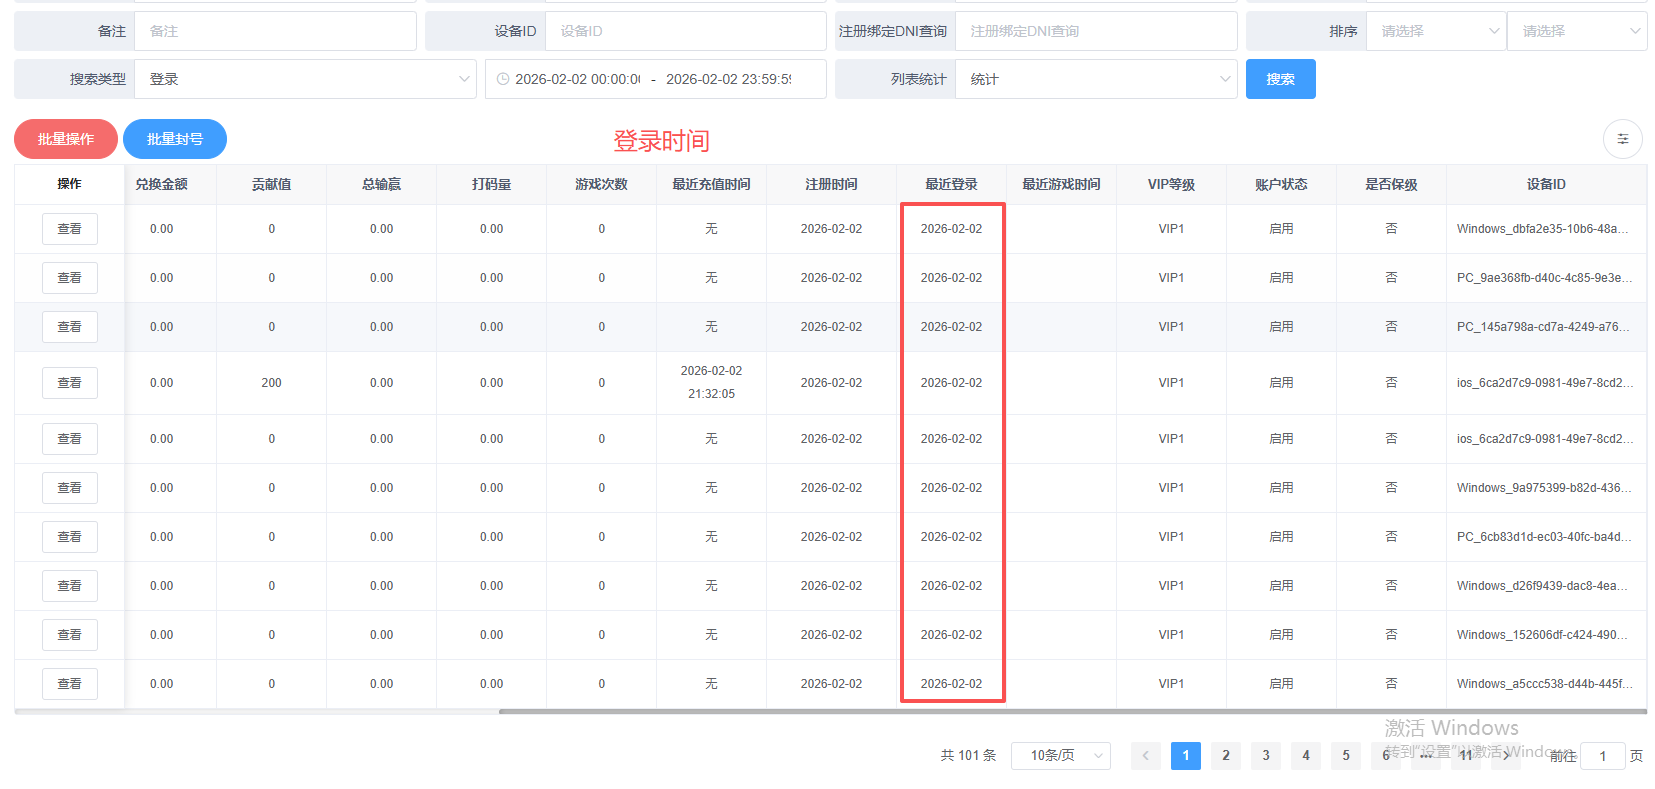 备注 备注 设备ID 设备ID 注册绑定DNI查询 注册绑定DNI查询 排序 请选择 请选择
搜索类型 登录 2026-02-02 00:00:0 - 2026-02-02 23:59:59 列表统计 统计 搜索
批量操作 批量封号 登录时间
操作 兑换金额 贡献值 总输赢 打码量 游戏次数 最近充值时间 注册时间 最近登录 最近游戏时间 VIP等级 账户状态 是否保级 设备ID
查看 0.00 0 0.00 0.00 0 无 2026-02-02 2026-02-02 VIP1 启用 否 Windows_dbfa2e35-10b6-48a...
查看 0.00 0 0.00 0.00 0 无 2026-02-02 2026-02-02 VIP1 启用 否 PC_9ae368fb-d40c-4c85-9e3e...
查看 0.00 0 0.00 0.00 0 无 2026-02-02 2026-02-02 VIP1 启用 否 PC_145a798a-cd7a-4249-a76...
查看 0.00 200 0.00 0.00 0 2026-02-02 21:32:05 2026-02-02 2026-02-02 VIP1 启用 否 ios_6ca2d7c9-0981-49e7-8cd2...
查看 0.00 0 0.00 0.00 0 无 2026-02-02 2026-02-02 VIP1 启用 否 ios_6ca2d7c9-0981-49e7-8cd2...
查看 0.00 0 0.00 0.00 0 无 2026-02-02 2026-02-02 VIP1 启用 否 Windows_9a975399-b82d-436...
查看 0.00 0 0.00 0.00 0 无 2026-02-02 2026-02-02 VIP1 启用 否 PC_6cb83d1d-ec03-40fc-ba4d...
查看 0.00 0 0.00 0.00 0 无 2026-02-02 2026-02-02 VIP1 启用 否 Windows_d26f9439-dac8-4ea...
查看 0.00 0 0.00 0.00 0 无 2026-02-02 2026-02-02 VIP1 启用 否 Windows_152606df-c424-490...
查看 0.00 0 0.00 0.00 0 无 2026-02-02 2026-02-02 VIP1 启用 否 Windows_a5ccc538-d44b-445f...
激活 Windows
转到"设置"以激活 Windows。
共 101 条 10条/页 1 2 3 4 5 6 ... 11 前往 1 页